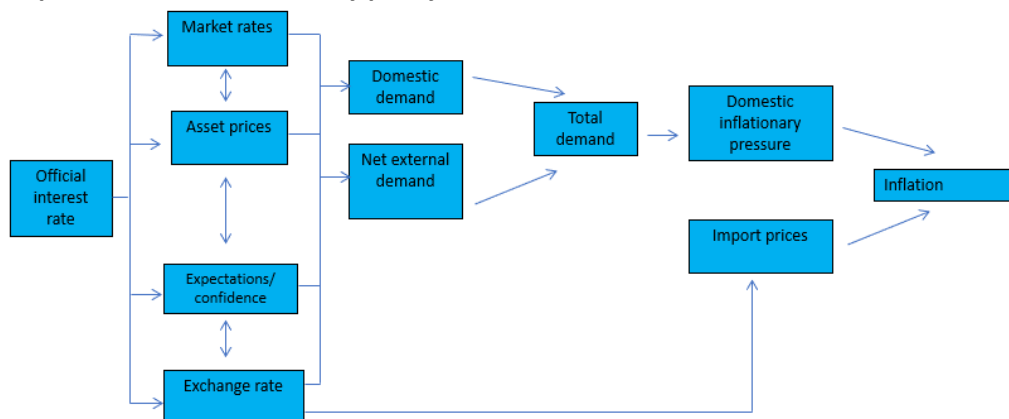 Market rates
Asset prices
Expectations/
confidence
Exchange rate
Official
interest
rate
Domestic
demand
Net external
demand
Total
demand
Domestic
inflationary
pressure
Import prices
Inflation